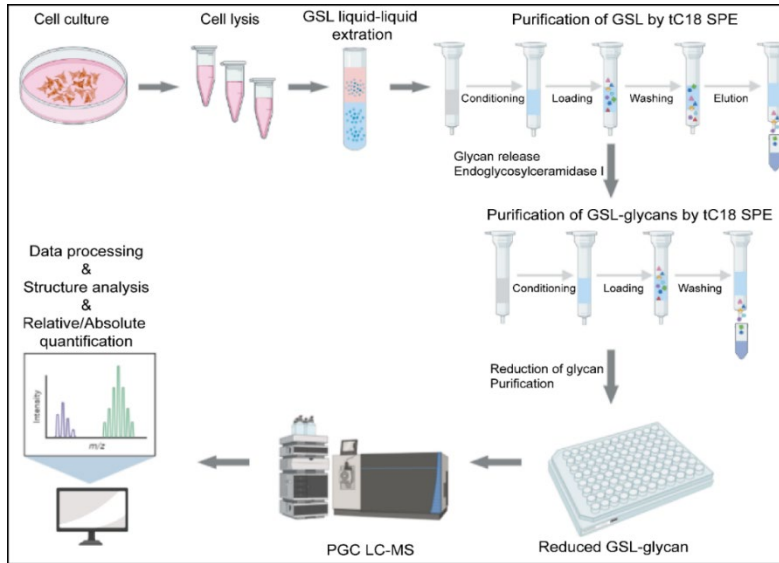 Cell culture
Cell lysis
GSL liquid-liquid
extration
Purification of GSL by tC18 SPE
Conditioning
Loading
Washing
Elution
Glycan release
Endoglycosylceramidase I
Purification of GSL-glycans by tC18 SPE
Conditioning
Loading
Washing
Reduction of glycan
Purification
Reduced GSL-glycan
PGC LC-MS
Data processing
&
Structure analysis
&
Relative/Absolute
quantification
Intensity
m/z